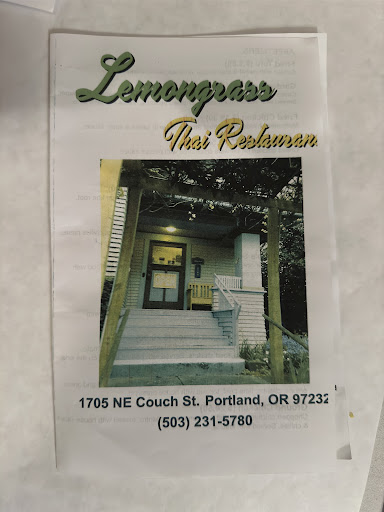 Lemongrass
Thai Restauran
1705 NE Couch St. Portland, OR 97232
(503) 231-5780